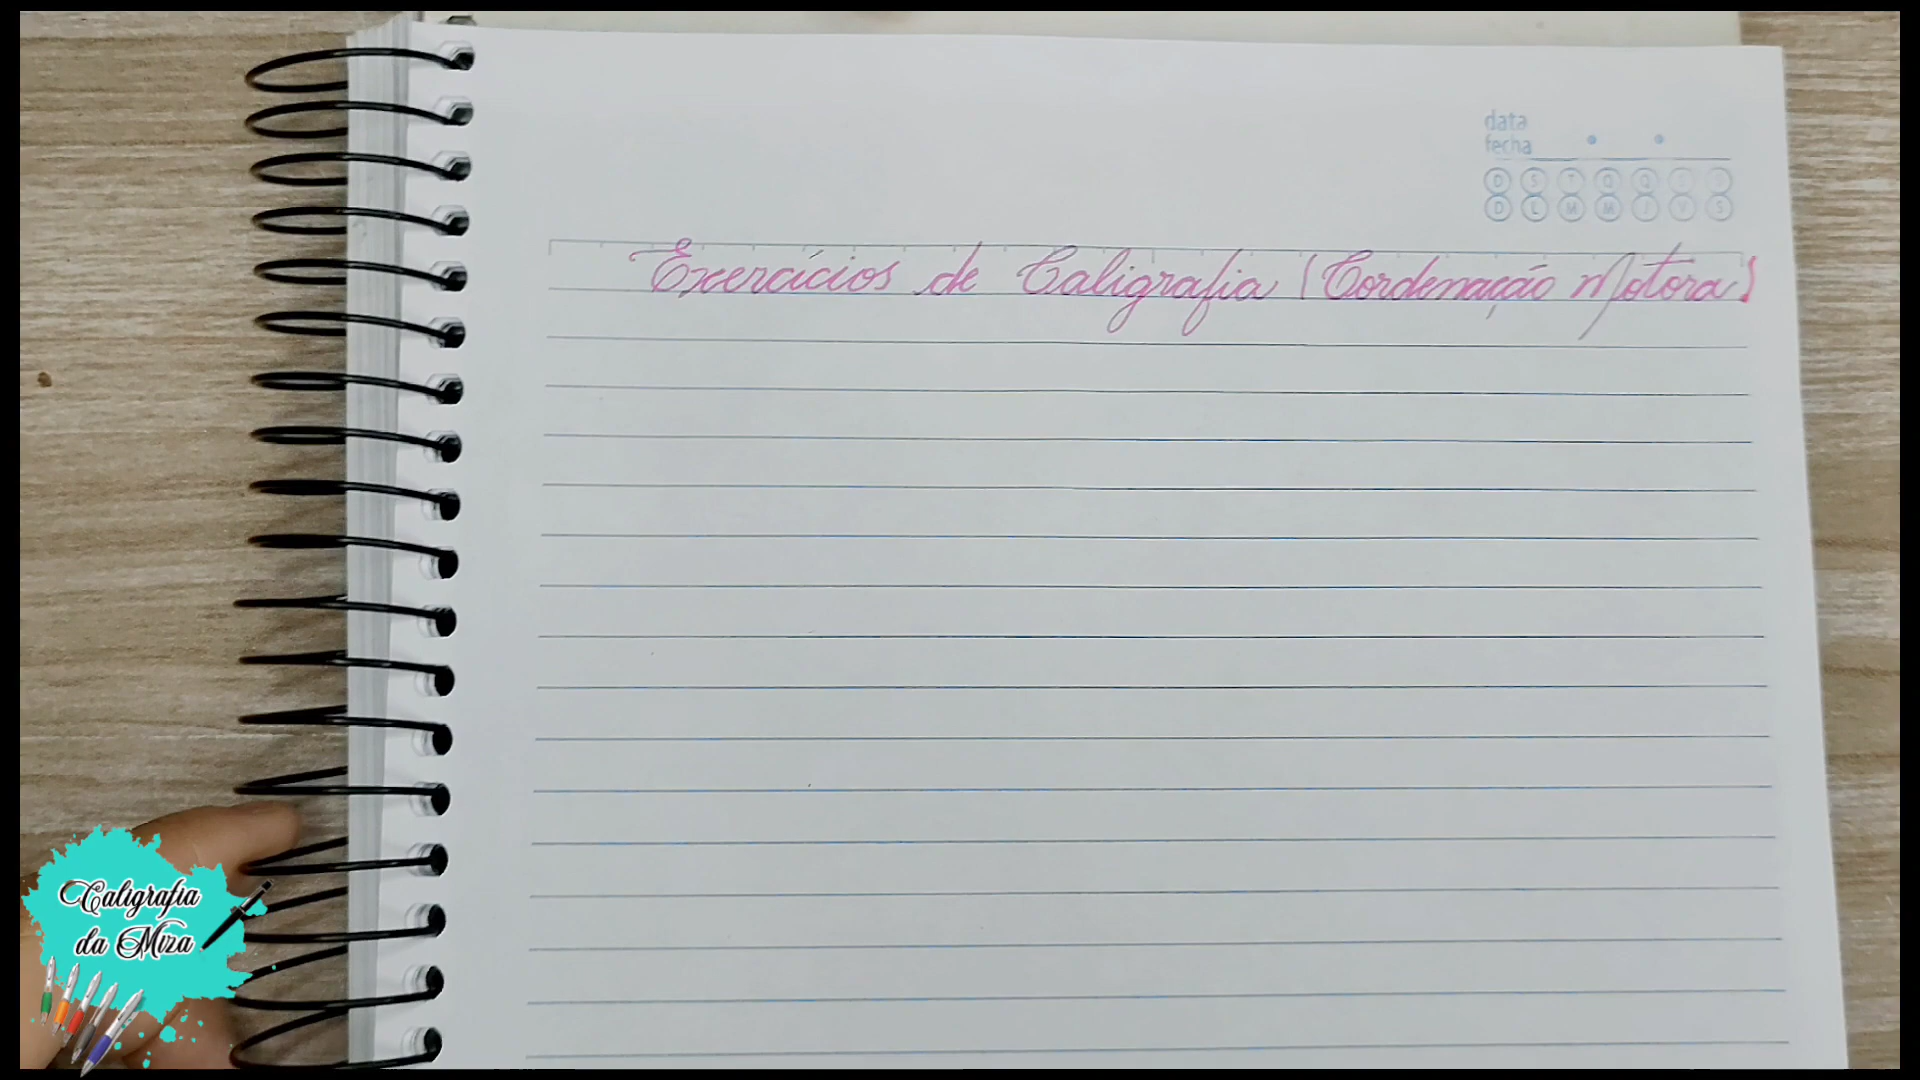 data
fecha
D S T Q Q S S
D L M M J V S
Exercícios de Caligrafia (Cordenação Motora)
Caligrafia
da Miza